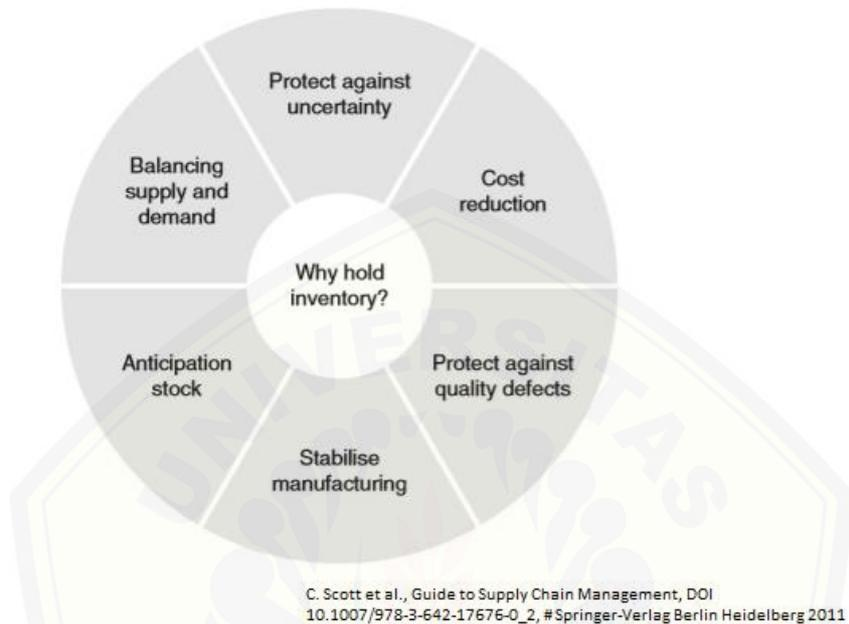 Protect against
uncertainty
Cost
reduction
Protect against
quality defects
Stabilise
manufacturing
Anticipation
stock
Balancing
supply and
demand
Why hold
inventory?
UNIVERSITAS
C. Scott et al., Guide to Supply Chain Management, DOI
10.1007/978-3-642-17676-0_2, #Springer-Verlag Berlin Heidelberg 2011